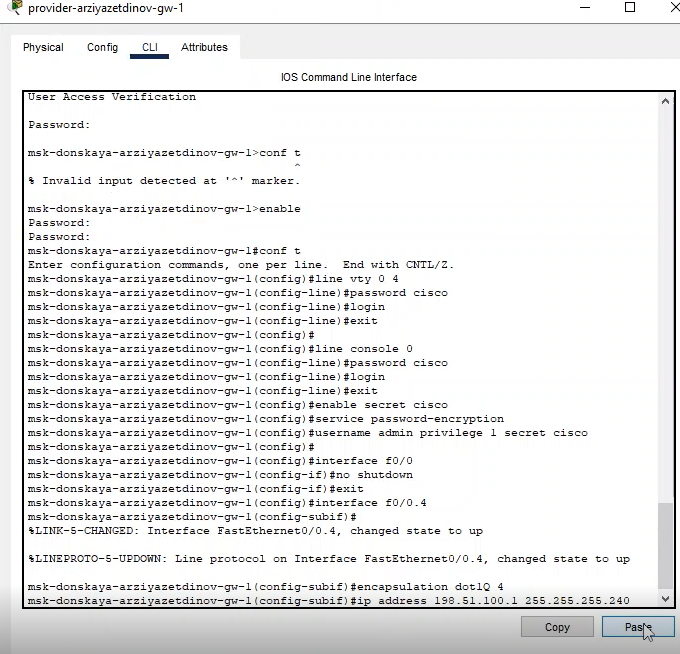 provider-arziyazetdinov-gw-1
Physical Config CLI Attributes
IOS Command Line Interface
User Access Verification
Password:
msk-donskaya-arziyazetdinov-gw-1>conf t
^
% Invalid input detected at '^' marker.
msk-donskaya-arziyazetdinov-gw-1>enable
Password:
Password:
msk-donskaya-arziyazetdinov-gw-1#conf t
Enter configuration commands, one per line.  End with CNTL/Z.
msk-donskaya-arziyazetdinov-gw-1(config)#line vty 0 4
msk-donskaya-arziyazetdinov-gw-1(config-line)#password cisco
msk-donskaya-arziyazetdinov-gw-1(config-line)#login
msk-donskaya-arziyazetdinov-gw-1(config-line)#exit
msk-donskaya-arziyazetdinov-gw-1(config)#
msk-donskaya-arziyazetdinov-gw-1(config)#line console 0
msk-donskaya-arziyazetdinov-gw-1(config-line)#password cisco
msk-donskaya-arziyazetdinov-gw-1(config-line)#login
msk-donskaya-arziyazetdinov-gw-1(config-line)#exit
msk-donskaya-arziyazetdinov-gw-1(config)#enable secret cisco
msk-donskaya-arziyazetdinov-gw-1(config)#service password-encryption
msk-donskaya-arziyazetdinov-gw-1(config)#username admin privilege 1 secret cisco
msk-donskaya-arziyazetdinov-gw-1(config)#
msk-donskaya-arziyazetdinov-gw-1(config)#interface f0/0
msk-donskaya-arziyazetdinov-gw-1(config-if)#no shutdown
msk-donskaya-arziyazetdinov-gw-1(config-if)#exit
msk-donskaya-arziyazetdinov-gw-1(config)#interface f0/0.4
msk-donskaya-arziyazetdinov-gw-1(config-subif)#
%LINK-5-CHANGED: Interface FastEthernet0/0.4, changed state to up
%LINEPROTO-5-UPDOWN: Line protocol on Interface FastEthernet0/0.4, changed state to up
msk-donskaya-arziyazetdinov-gw-1(config-subif)#encapsulation dot1Q 4
msk-donskaya-arziyazetdinov-gw-1(config-subif)#ip address 198.51.100.1 255.255.255.240
Copy Paste